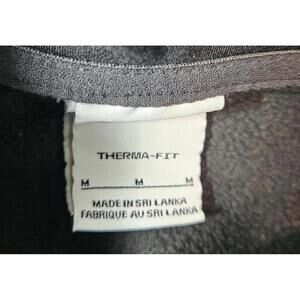 THERMA-FIT
M M M
MADE IN SRI LANKA
FABRIQUE AU SRI LANKA